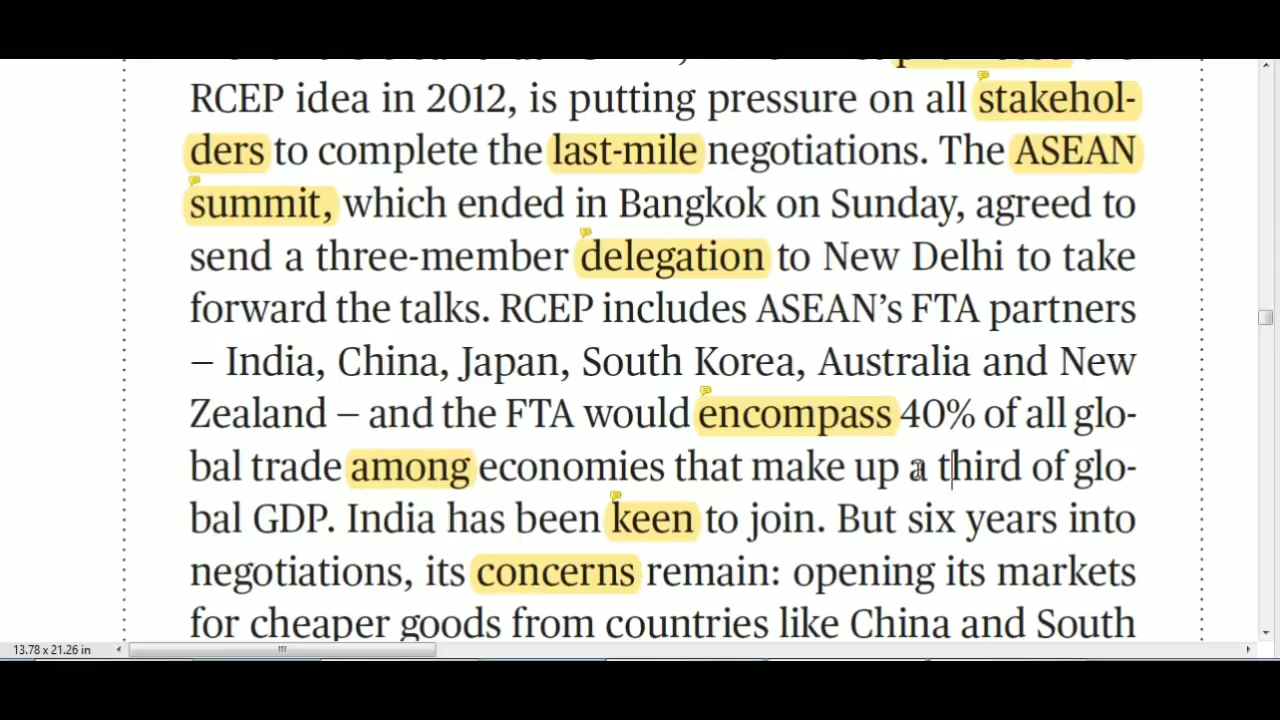 RCEP idea in 2012, is putting pressure on all stakehol-
ders to complete the last-mile negotiations. The ASEAN
summit, which ended in Bangkok on Sunday, agreed to
send a three-member delegation to New Delhi to take
forward the talks. RCEP includes ASEAN’s FTA partners
– India, China, Japan, South Korea, Australia and New
Zealand – and the FTA would encompass 40% of all glo-
bal trade among economies that make up a third of glo-
bal GDP. India has been keen to join. But six years into
negotiations, its concerns remain: opening its markets
for cheaper goods from countries like China and South
13.78 x 21.26 in